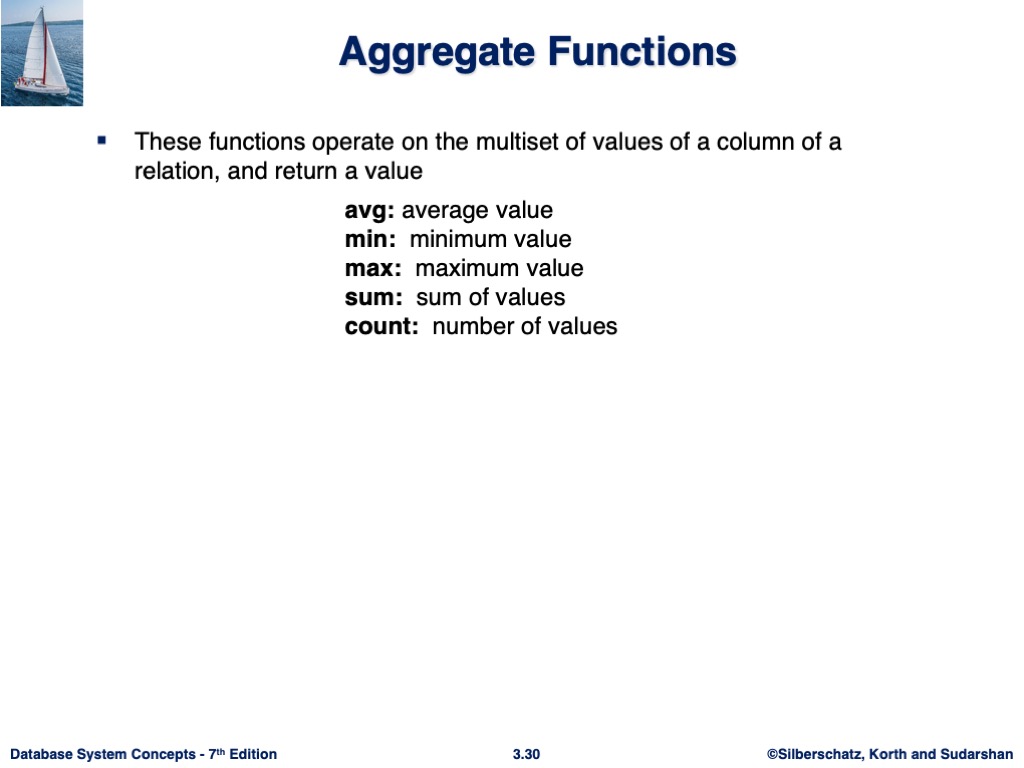 Aggregate Functions
▪ These functions operate on the multiset of values of a column of a
relation, and return a value
avg: average value
min: minimum value
max: maximum value
sum: sum of values
count: number of values
Database System Concepts - 7th Edition
3.30
©Silberschatz, Korth and Sudarshan